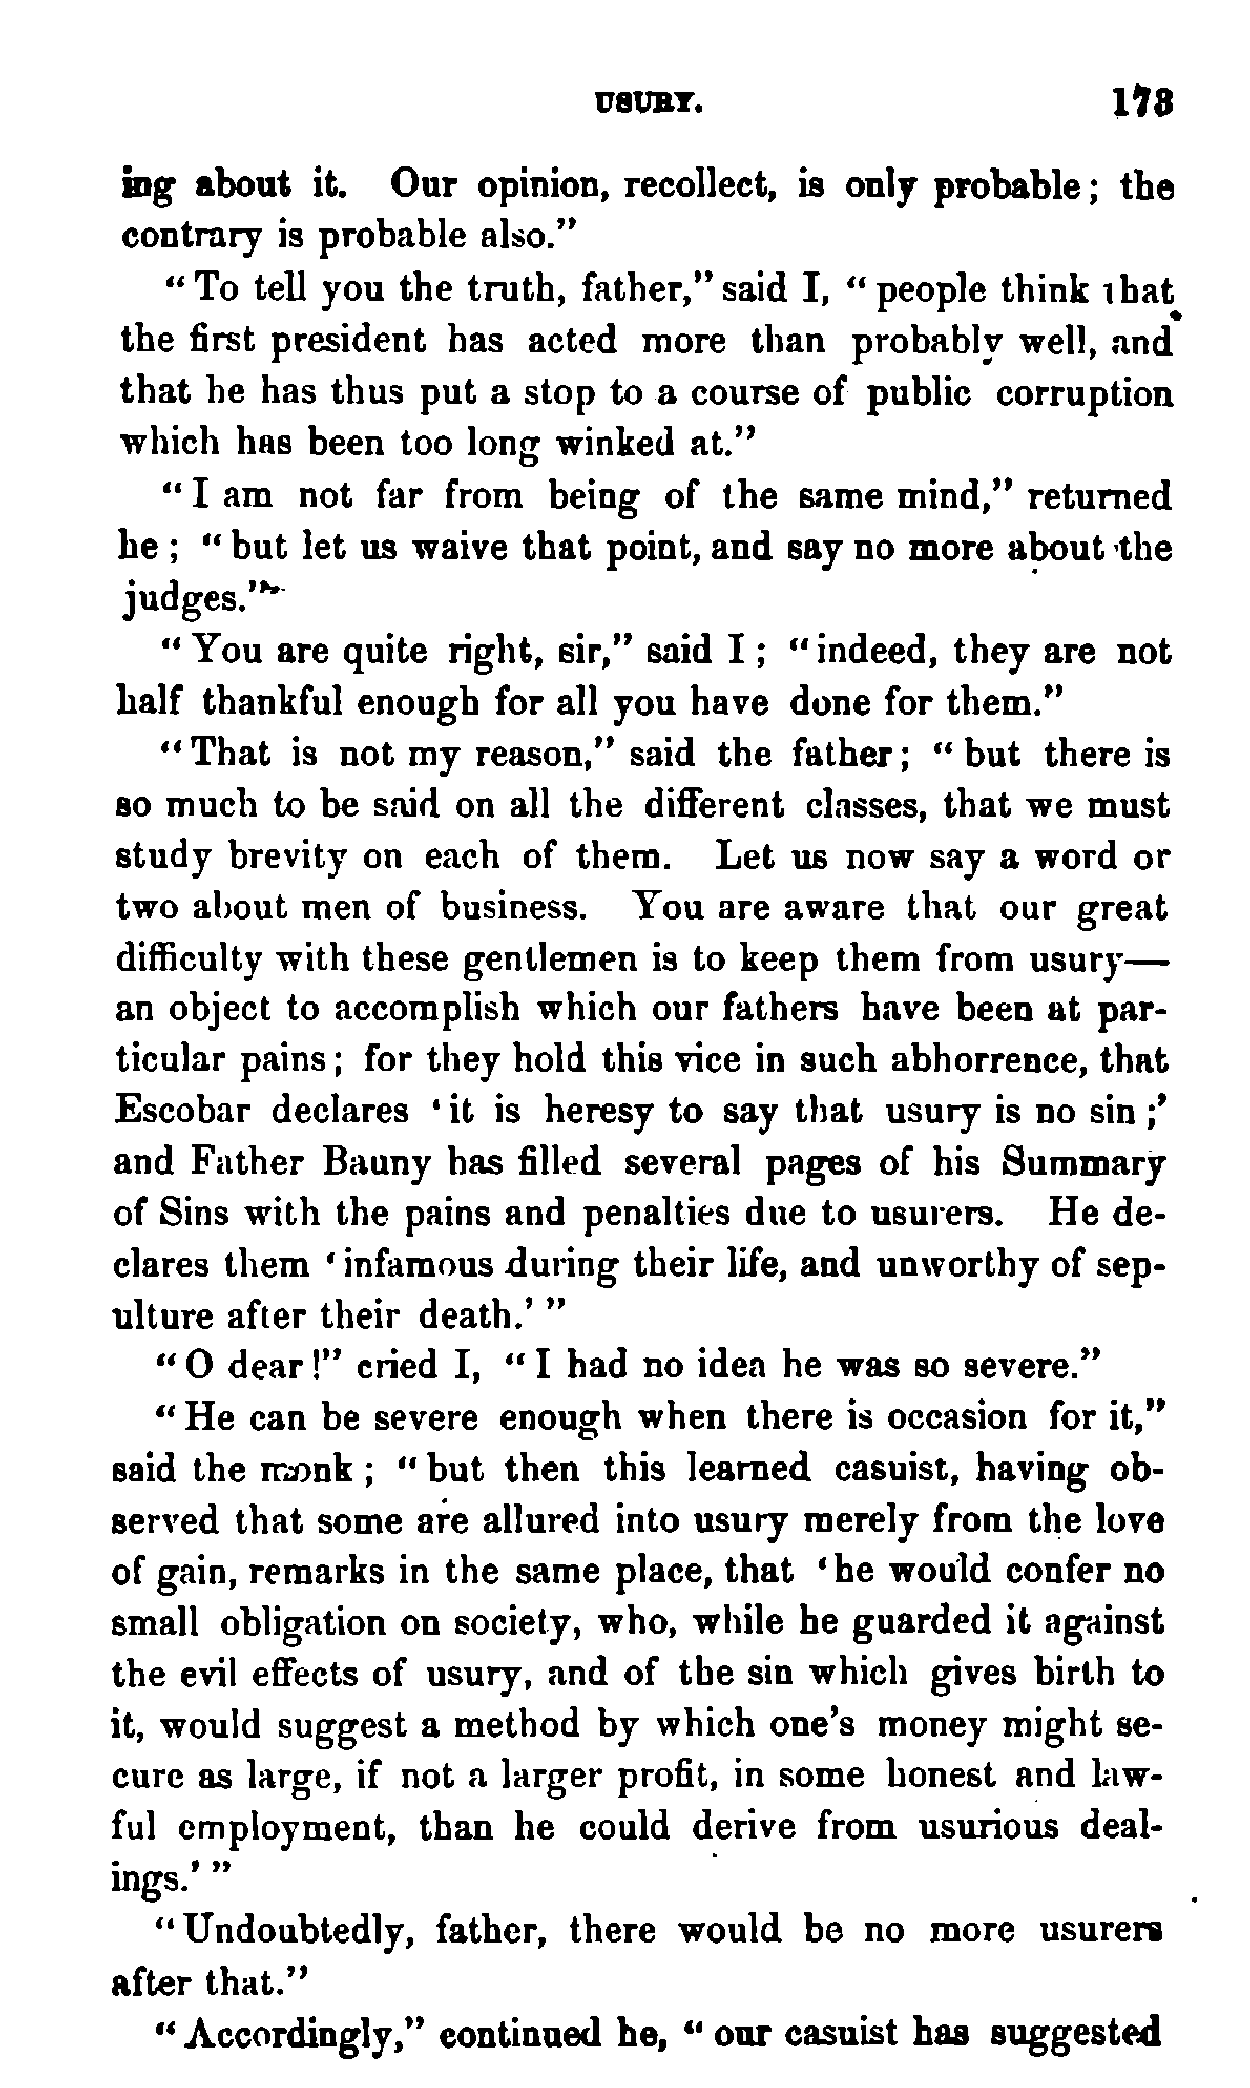 USURY. 173
ing about it. Our opinion, recollect, is only probable; the
contrary is probable also."
"To tell you the truth, father," said I, "people think that
the first president has acted more than probably well, and
that he has thus put a stop to a course of public corruption
which has been too long winked at."
"I am not far from being of the same mind," returned
he; "but let us waive that point, and say no more about the
judges."
"You are quite right, sir," said I; "indeed, they are not
half thankful enough for all you have done for them."
"That is not my reason," said the father; "but there is
so much to be said on all the different classes, that we must
study brevity on each of them. Let us now say a word or
two about men of business. You are aware that our great
difficulty with these gentlemen is to keep them from usury—
an object to accomplish which our fathers have been at par-
ticular pains; for they hold this vice in such abhorrence, that
Escobar declares 'it is heresy to say that usury is no sin;'
and Father Bauny has filled several pages of his Summary
of Sins with the pains and penalties due to usurers. He de-
clares them 'infamous during their life, and unworthy of sep-
ulture after their death.' "
"O dear!" cried I, "I had no idea he was so severe."
"He can be severe enough when there is occasion for it,"
said the monk; "but then this learned casuist, having ob-
served that some are allured into usury merely from the love
of gain, remarks in the same place, that 'he would confer no
small obligation on society, who, while he guarded it against
the evil effects of usury, and of the sin which gives birth to
it, would suggest a method by which one's money might se-
cure as large, if not a larger profit, in some honest and law-
ful employment, than he could derive from usurious deal-
ings.' "
"Undoubtedly, father, there would be no more usurers
after that."
"Accordingly," continued he, "our casuist has suggested